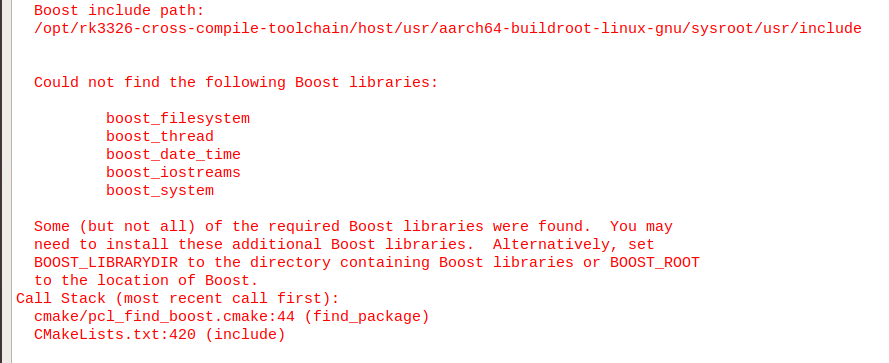 Boost include path:
/opt/rk3326-cross-compile-toolchain/host/usr/aarch64-buildroot-linux-gnu/sysroot/usr/include
Could not find the following Boost libraries:
boost_filesystem
boost_thread
boost_date_time
boost_iostreams
boost_system
Some (but not all) of the required Boost libraries were found.  You may
need to install these additional Boost libraries.  Alternatively, set
BOOST_LIBRARYDIR to the directory containing Boost libraries or BOOST_ROOT
to the location of Boost.
Call Stack (most recent call first):
cmake/pcl_find_boost.cmake:44 (find_package)
CMakeLists.txt:420 (include)